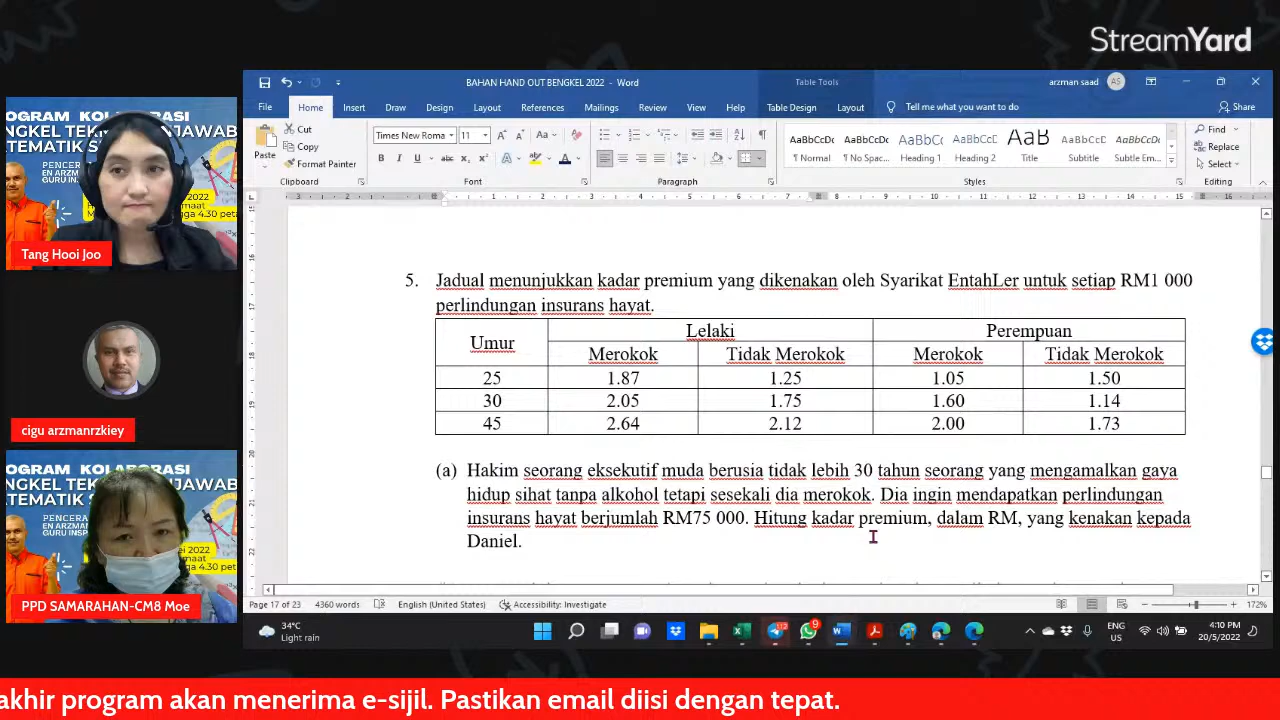 StreamYard
BAHAN HAND OUT BENGKEL 2022 - Word
Table Tools
arzman saad
AS
File Home Insert Draw Design Layout References Mailings Review View Help Table Design Layout Tell me what you want to do Share
Paste
Cut
Copy
Format Painter
Clipboard
Times New Roma 11
Font
Paragraph
AaBbCcDc AaBbCcDc AaBbCcD AaBbCcD AaB AaBbCcD AaBbCcD
¶ Normal ¶ No Spac... Heading 1 Heading 2 Title Subtitle Subtle Em...
Styles
Find
Replace
Select
Editing
5. Jadual menunjukkan kadar premium yang dikenakan oleh Syarikat EntahLer untuk setiap RM1 000
perlindungan insurans hayat.
Umur Lelaki Perempuan
Merokok Tidak Merokok Merokok Tidak Merokok
25 1.87 1.25 1.05 1.50
30 2.05 1.75 1.60 1.14
45 2.64 2.12 2.00 1.73
(a) Hakim seorang eksekutif muda berusia tidak lebih 30 tahun seorang yang mengamalkan gaya
hidup sihat tanpa alkohol tetapi sesekali dia merokok. Dia ingin mendapatkan perlindungan
insurans hayat berjumlah RM75 000. Hitung kadar premium, dalam RM, yang kenakan kepada
Daniel.
Page 17 of 23 4360 words English (United States) Accessibility: Investigate 172%
34°C
Light rain
ENG
US
4:10 PM
20/5/2022
Tang Hooi Joo
cigu arzmanrzkiey
PPD SAMARAHAN-CM8 Moe
akhir program akan menerima e-sijil. Pastikan email diisi dengan tepat.